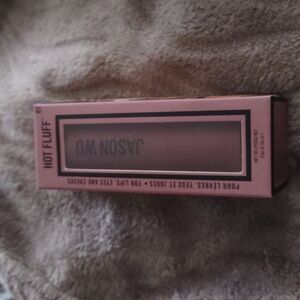 HOT FLUFF
JASON WU
POUR LÈVRES, YEUX ET JOUES • FOR LIPS, EYES AND CHEEKS